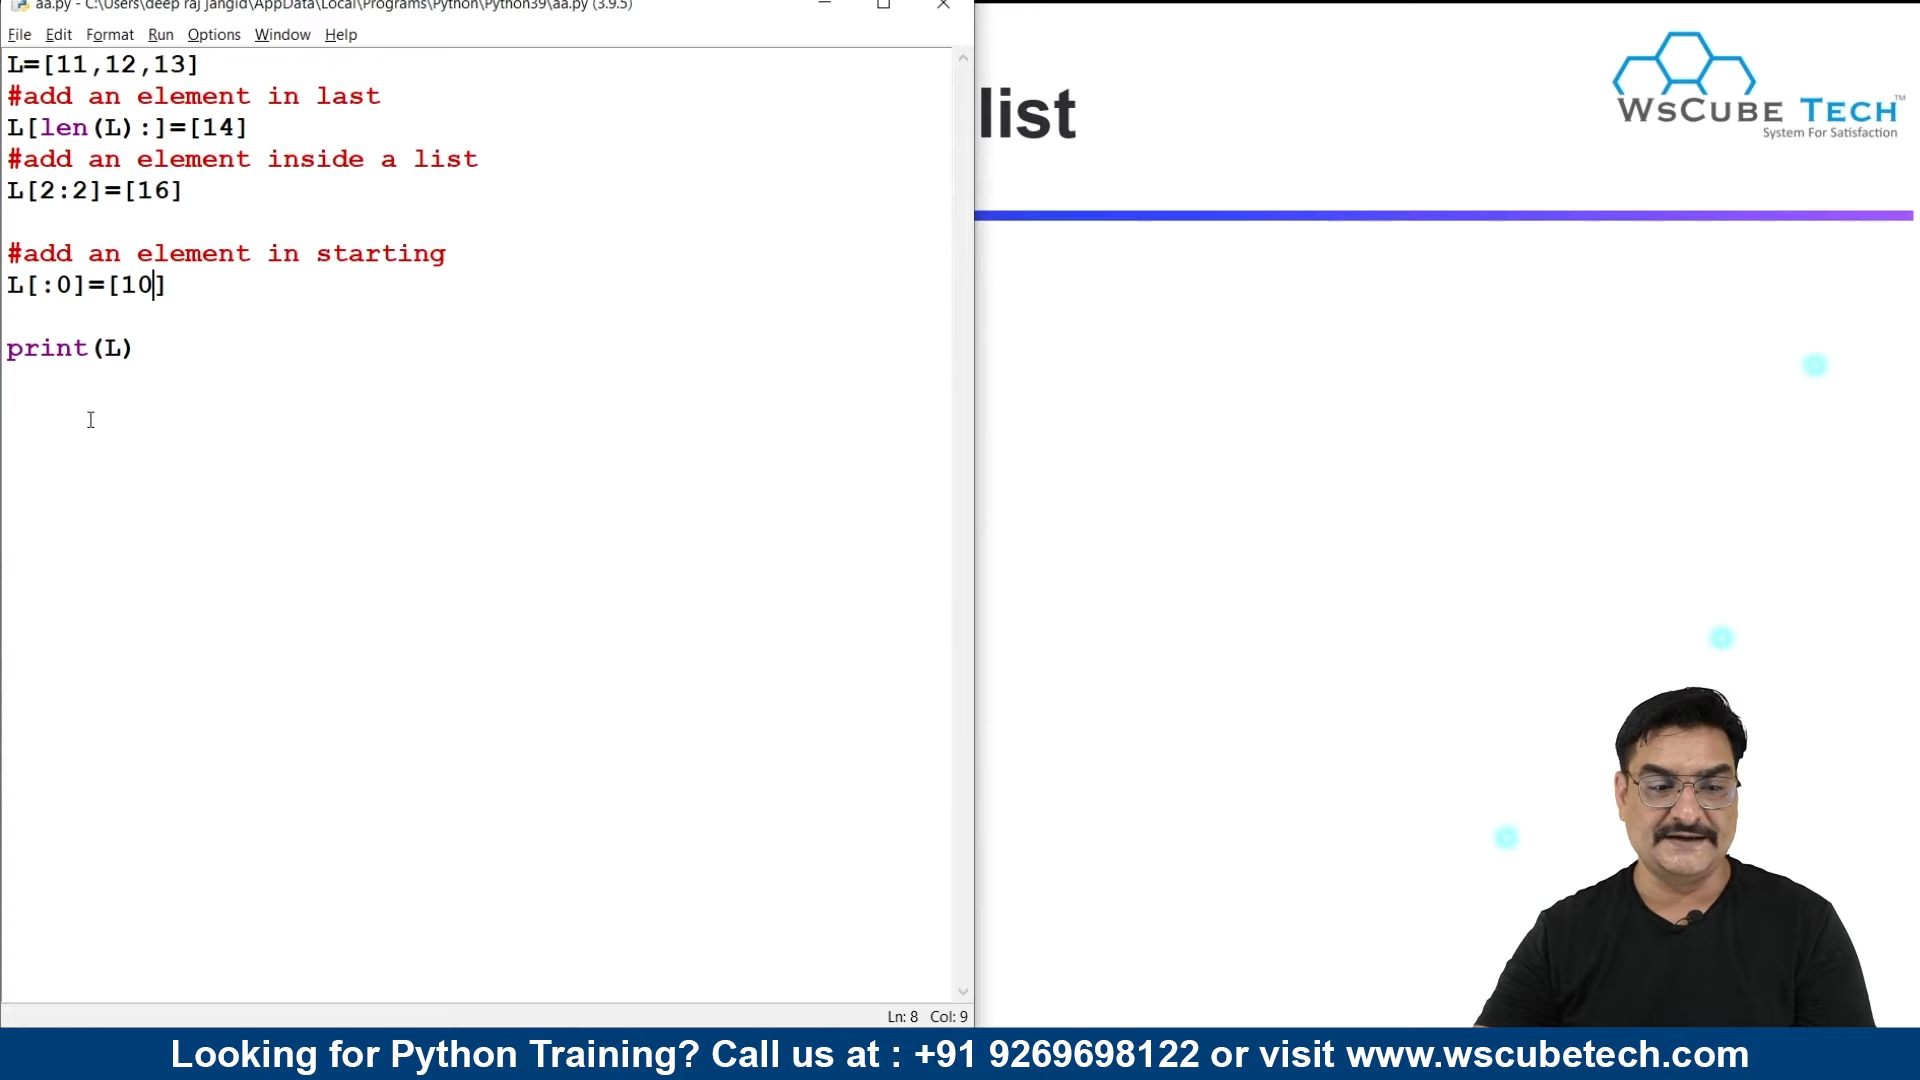 aa.py - C:\Users\deep raj jangid\AppData\Local\Programs\Python\Python39\aa.py (3.9.5)
File Edit Format Run Options Window Help
L=[11,12,13]
#add an element in last
L[len(L):]=[14]
#add an element inside a list
L[2:2]=[16]
#add an element in starting
L[:0]=[10]
print(L)
Ln: 8 Col: 9
list
WsCube Tech™
System For Satisfaction
Looking for Python Training? Call us at : +91 9269698122 or visit www.wscubetech.com